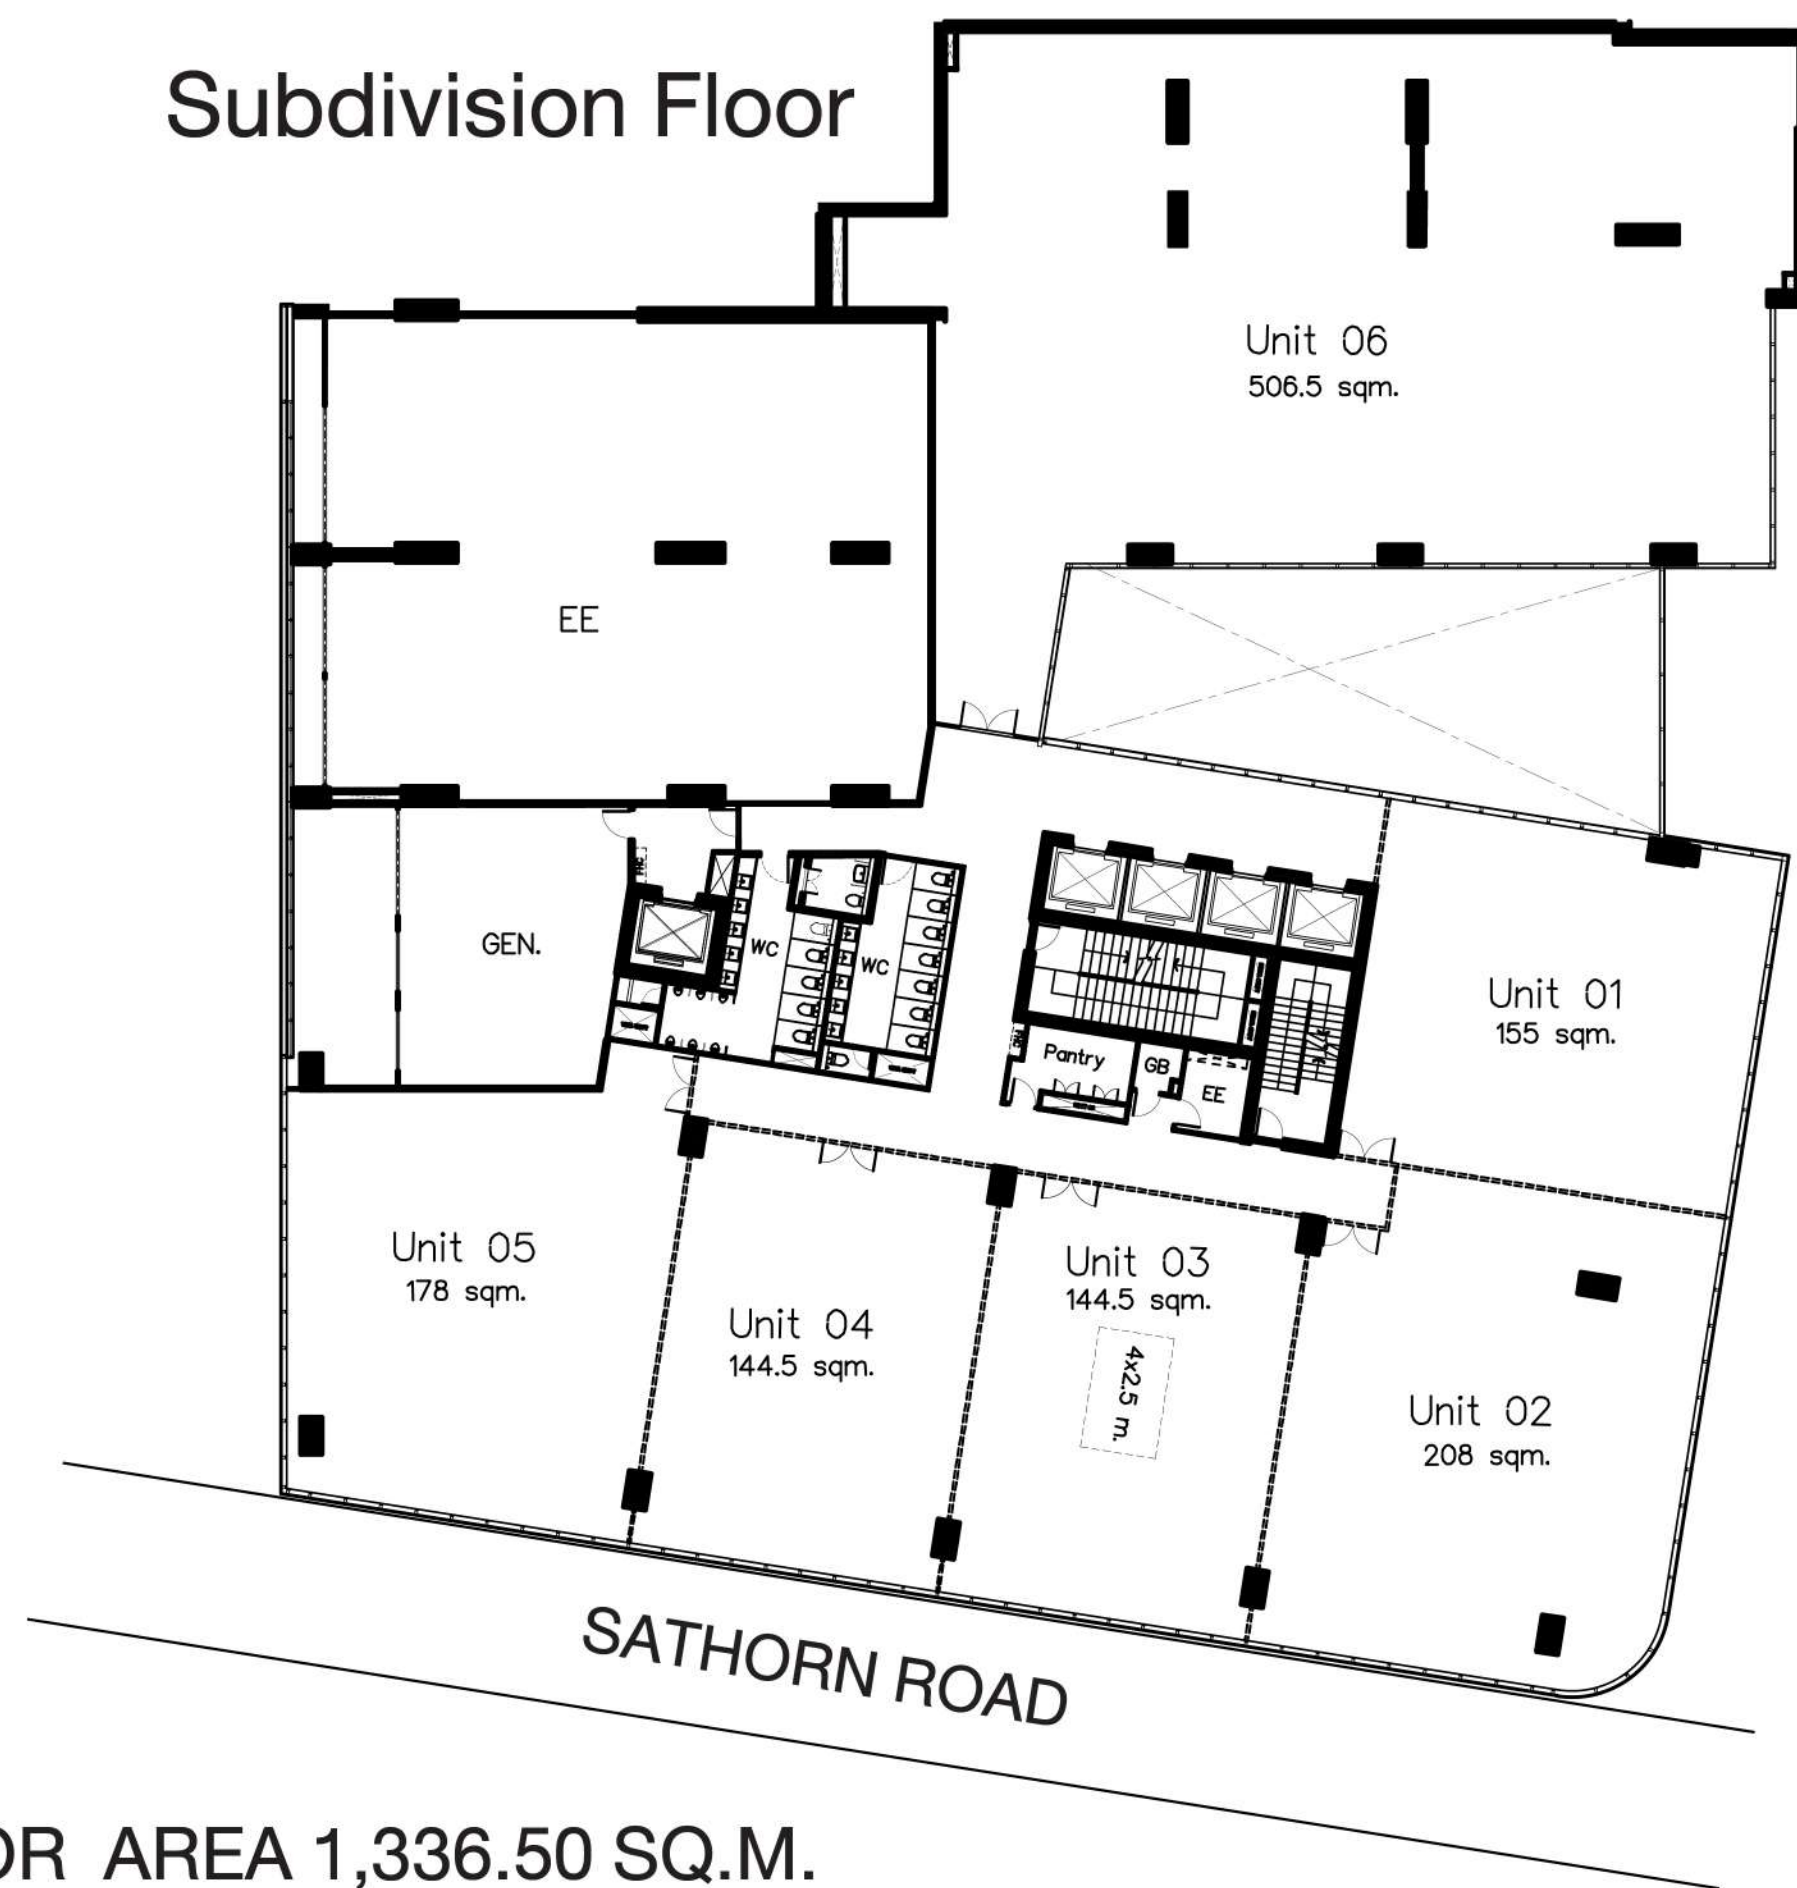 Subdivision Floor
Unit 06
506.5 sqm.
EE
GEN.
WC
WC
Unit 01
155 sqm.
Pantry
GB
EE
Unit 05
178 sqm.
Unit 04
144.5 sqm.
Unit 03
144.5 sqm.
4x2.5 m.
Unit 02
208 sqm.
SATHORN ROAD
OR AREA 1,336.50 SQ.M.